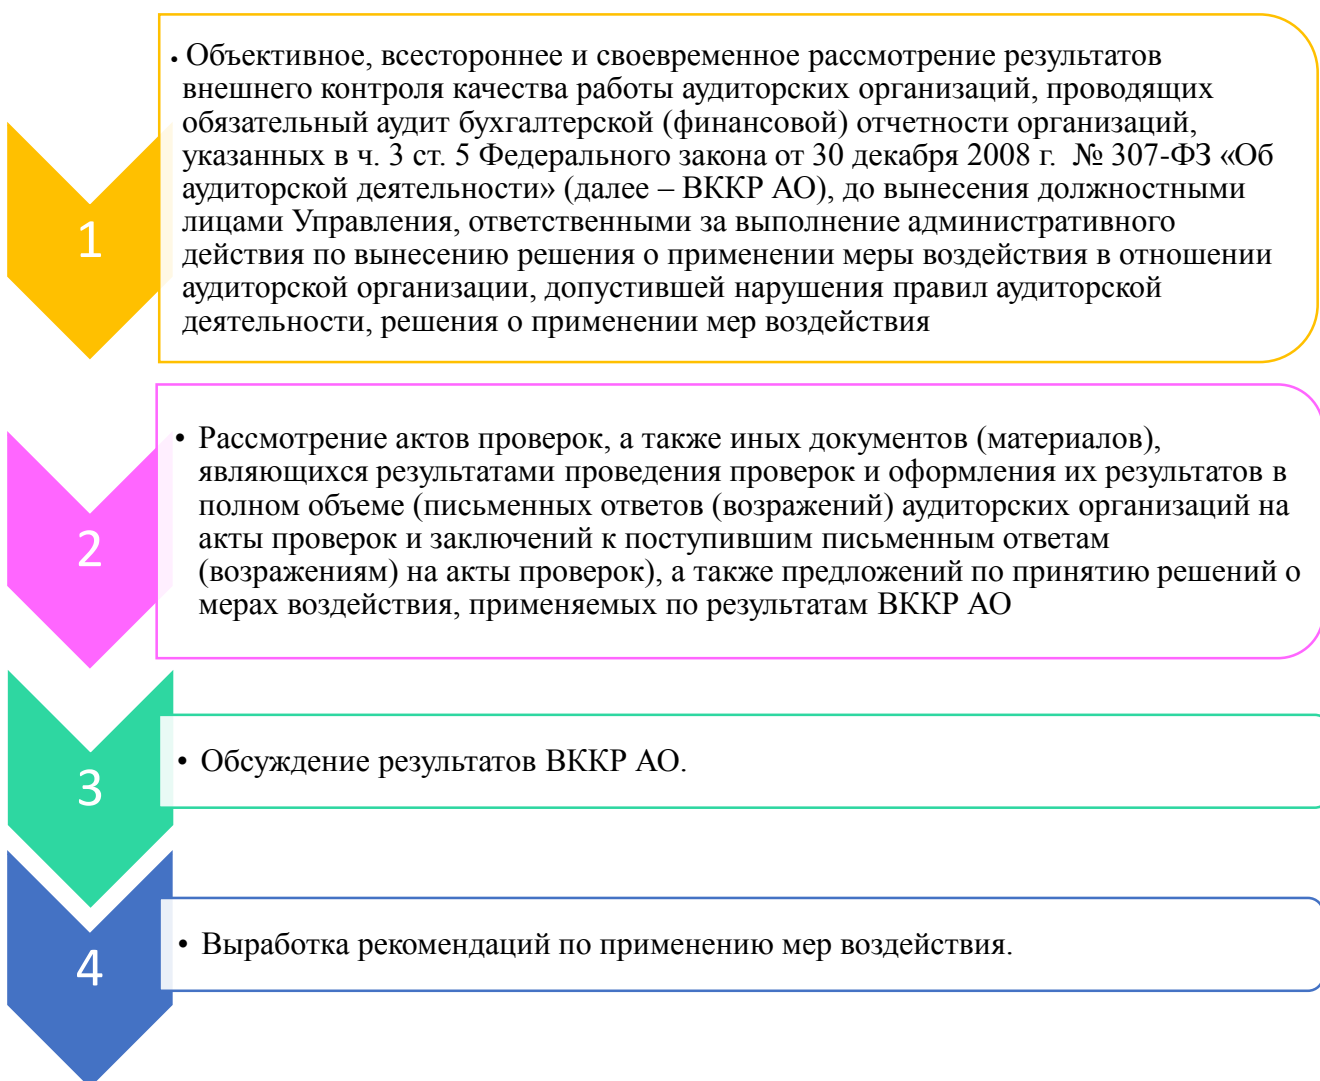 1
• Объективное, всестороннее и своевременное рассмотрение результатов
внешнего контроля качества работы аудиторских организаций, проводящих
обязательный аудит бухгалтерской (финансовой) отчетности организаций,
указанных в ч. 3 ст. 5 Федерального закона от 30 декабря 2008 г.  № 307-ФЗ «Об
аудиторской деятельности» (далее – ВККР АО), до вынесения должностными
лицами Управления, ответственными за выполнение административного
действия по вынесению решения о применении меры воздействия в отношении
аудиторской организации, допустившей нарушения правил аудиторской
деятельности, решения о применении мер воздействия
2
• Рассмотрение актов проверок, а также иных документов (материалов),
являющихся результатами проведения проверок и оформления их результатов в
полном объеме (письменных ответов (возражений) аудиторских организаций на
акты проверок и заключений к поступившим письменным ответам
(возражениям) на акты проверок), а также предложений по принятию решений о
мерах воздействия, применяемых по результатам ВККР АО
3
• Обсуждение результатов ВККР АО.
4
• Выработка рекомендаций по применению мер воздействия.